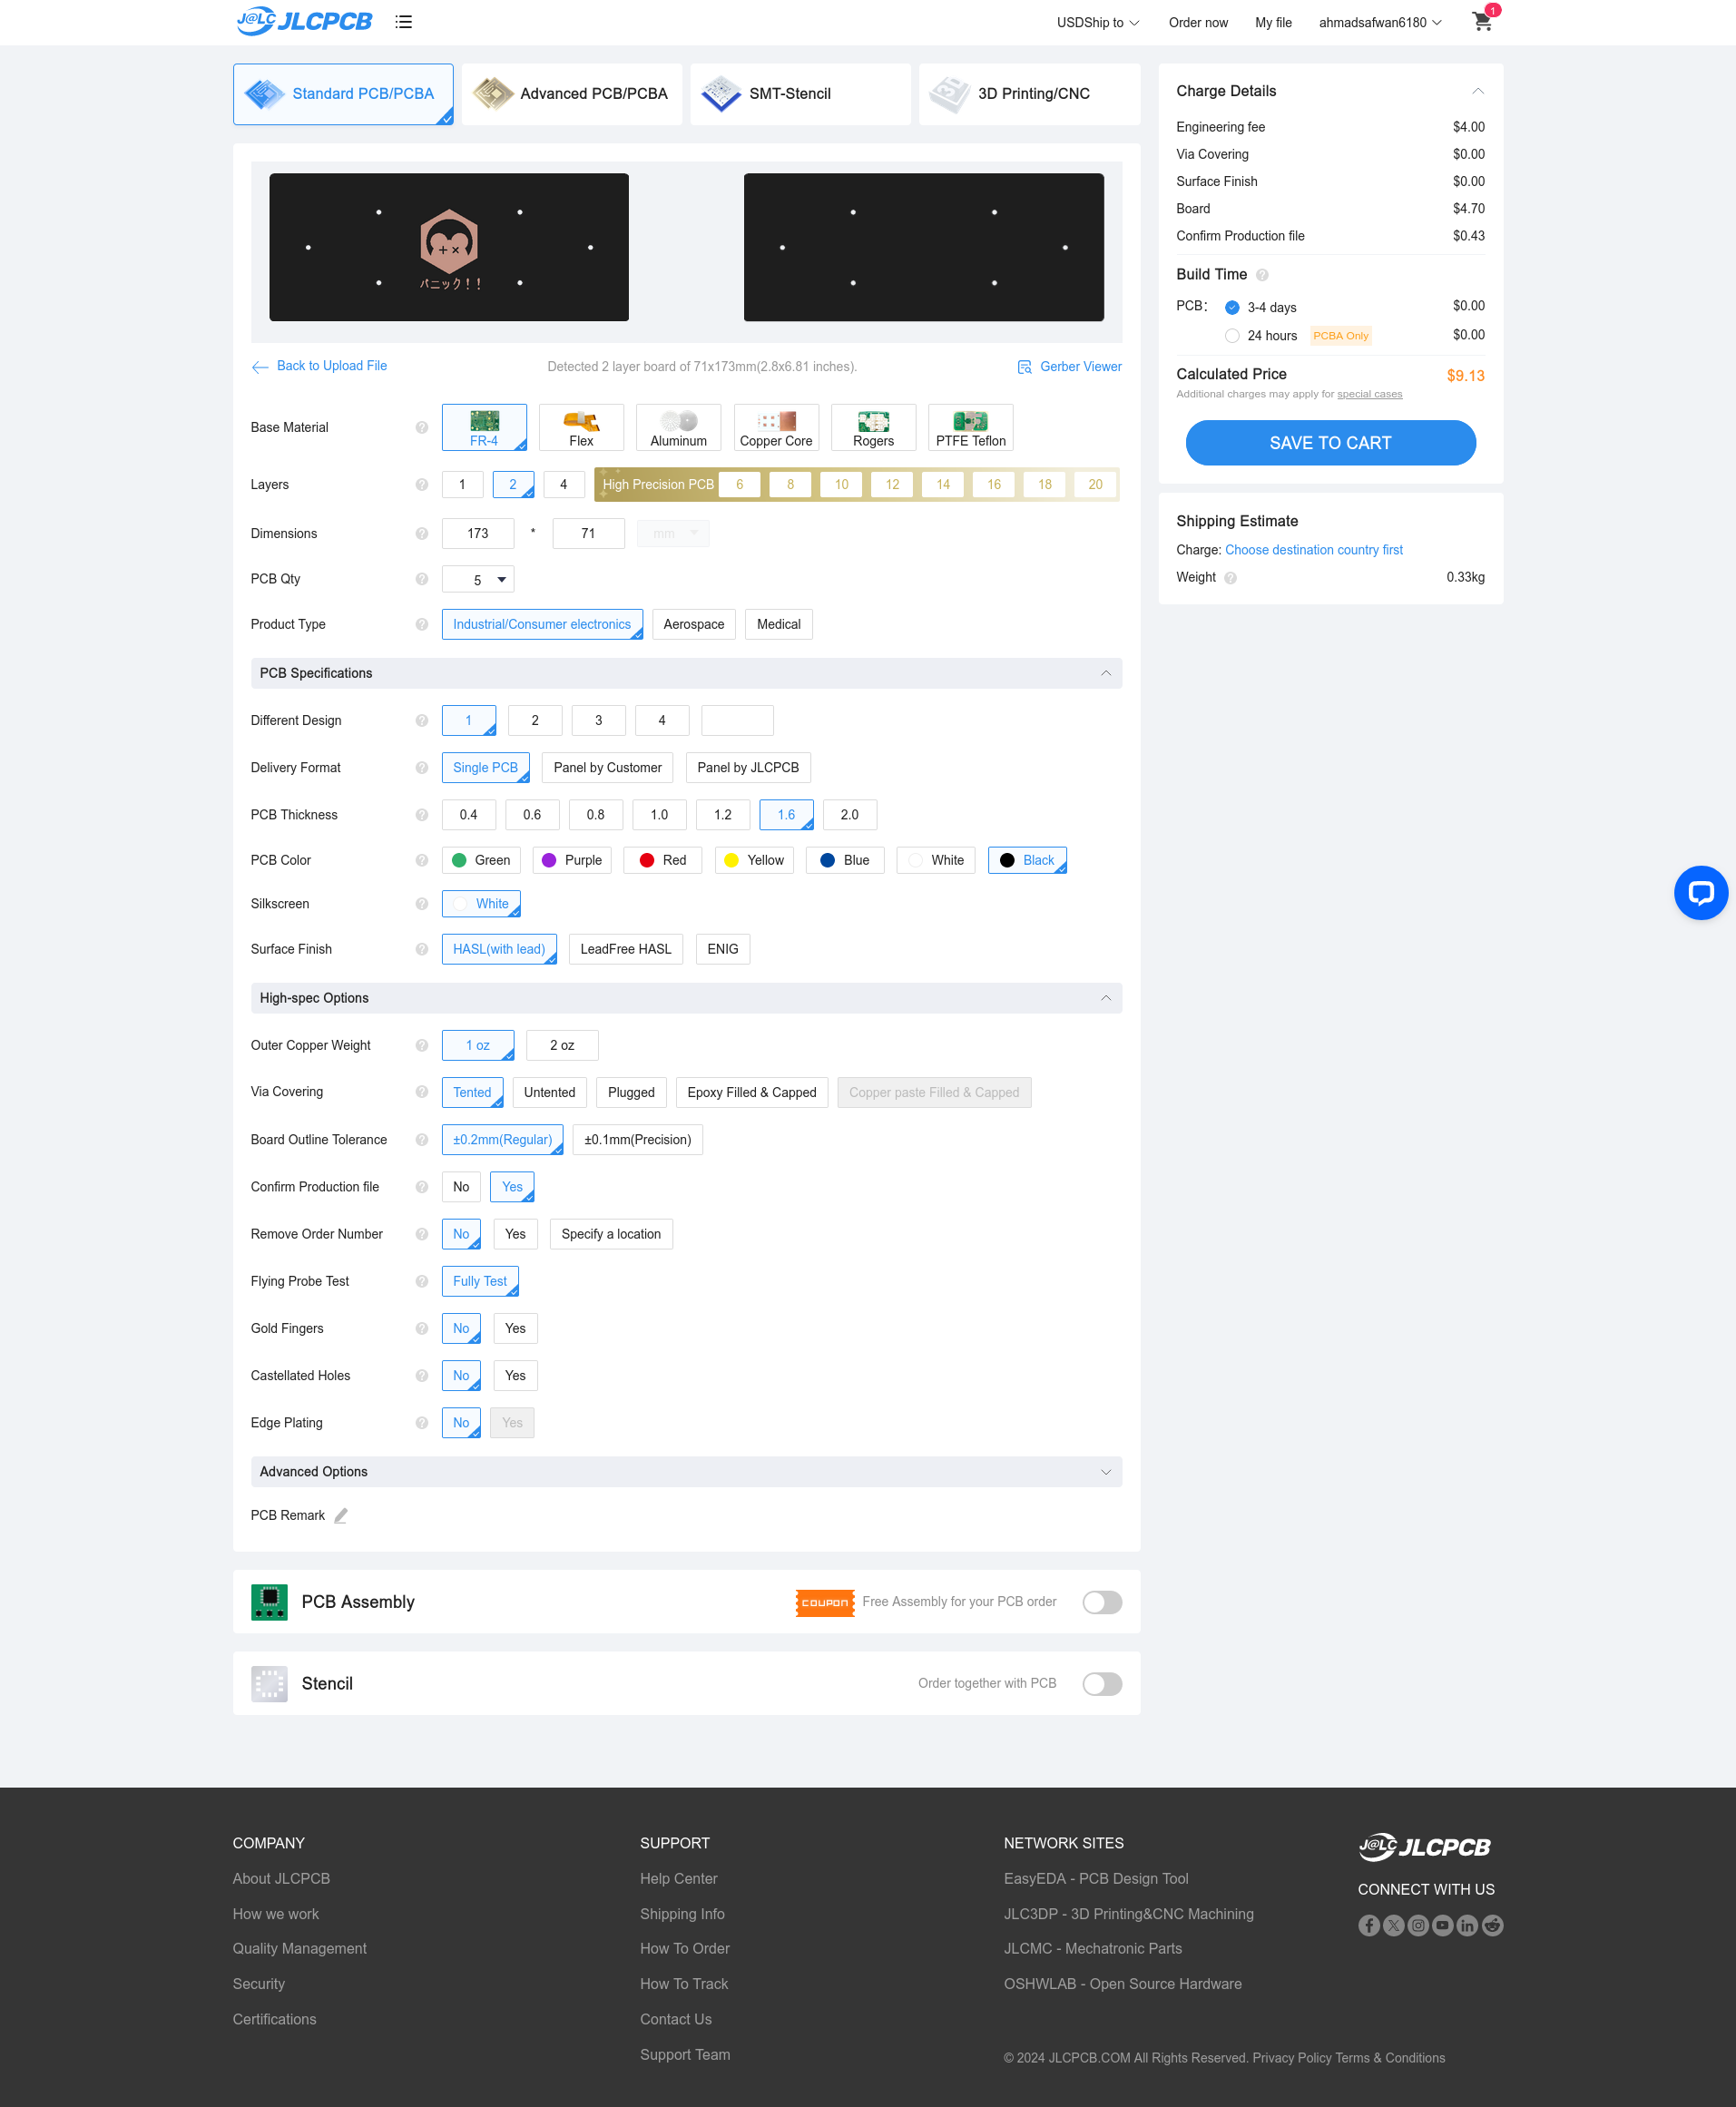 J@LC JLCPCB
USDShip to
Order now
My file
ahmadsafwan6180
1
Standard PCB/PCBA
Advanced PCB/PCBA
SMT-Stencil
3D Printing/CNC
+ ×
パニック！！
Back to Upload File
Detected 2 layer board of 71x173mm(2.8x6.81 inches).
Gerber Viewer
Base Material ? FR-4 Flex Aluminum Copper Core Rogers PTFE Teflon
Layers ? 1 2 4 High Precision PCB 6 8 10 12 14 16 18 20
Dimensions ? 173 * 71 mm
PCB Qty ? 5
Product Type ? Industrial/Consumer electronics Aerospace Medical
PCB Specifications
Different Design ? 1 2 3 4
Delivery Format ? Single PCB Panel by Customer Panel by JLCPCB
PCB Thickness ? 0.4 0.6 0.8 1.0 1.2 1.6 2.0
PCB Color ? Green Purple Red Yellow Blue White Black
Silkscreen ? White
Surface Finish ? HASL(with lead) LeadFree HASL ENIG
High-spec Options
Outer Copper Weight ? 1 oz 2 oz
Via Covering ? Tented Untented Plugged Epoxy Filled & Capped Copper paste Filled & Capped
Board Outline Tolerance ? ±0.2mm(Regular) ±0.1mm(Precision)
Confirm Production file ? No Yes
Remove Order Number ? No Yes Specify a location
Flying Probe Test ? Fully Test
Gold Fingers ? No Yes
Castellated Holes ? No Yes
Edge Plating ? No Yes
Advanced Options
PCB Remark
PCB Assembly COUPON Free Assembly for your PCB order
Stencil Order together with PCB
Charge Details
Engineering fee $4.00
Via Covering $0.00
Surface Finish $0.00
Board $4.70
Confirm Production file $0.43
Build Time ?
PCB: 3-4 days $0.00
24 hours PCBA Only $0.00
Calculated Price $9.13
Additional charges may apply for special cases
SAVE TO CART
Shipping Estimate
Charge: Choose destination country first
Weight ? 0.33kg
COMPANY
About JLCPCB
How we work
Quality Management
Security
Certifications
SUPPORT
Help Center
Shipping Info
How To Order
How To Track
Contact Us
Support Team
NETWORK SITES
EasyEDA - PCB Design Tool
JLC3DP - 3D Printing&CNC Machining
JLCMC - Mechatronic Parts
OSHWLAB - Open Source Hardware
J@LC JLCPCB
CONNECT WITH US
© 2024 JLCPCB.COM All Rights Reserved. Privacy Policy Terms & Conditions